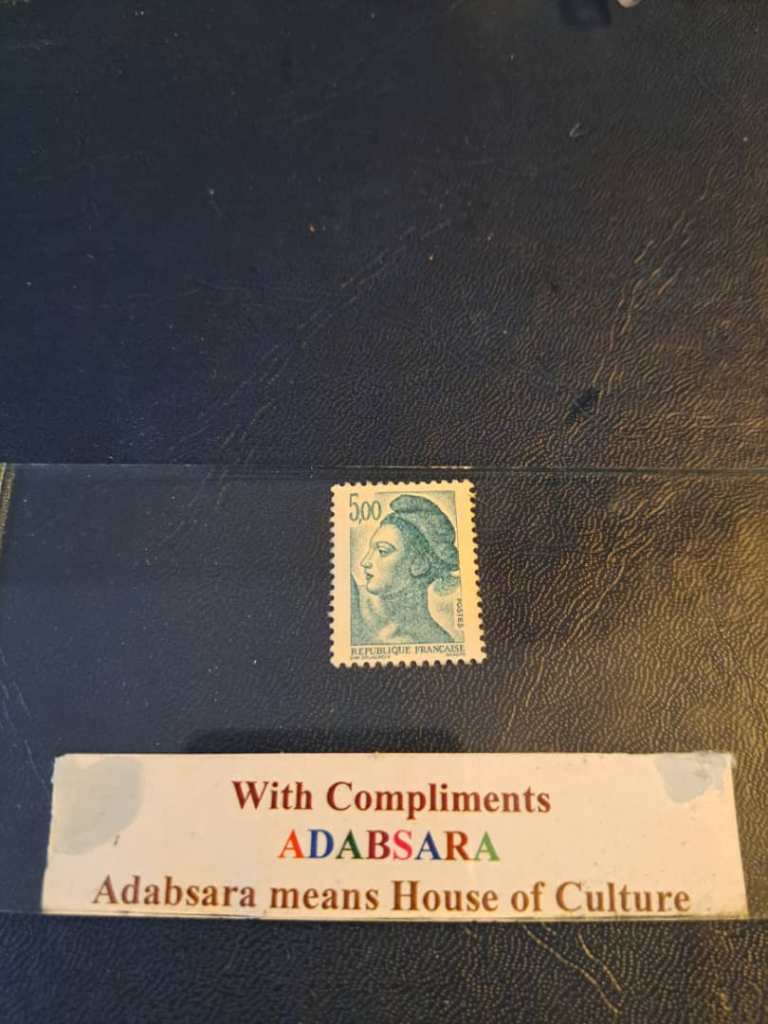 5,00
POSTES
REPUBLIQUE FRANCAISE
With Compliments
ADABSARA
Adabsara means House of Culture